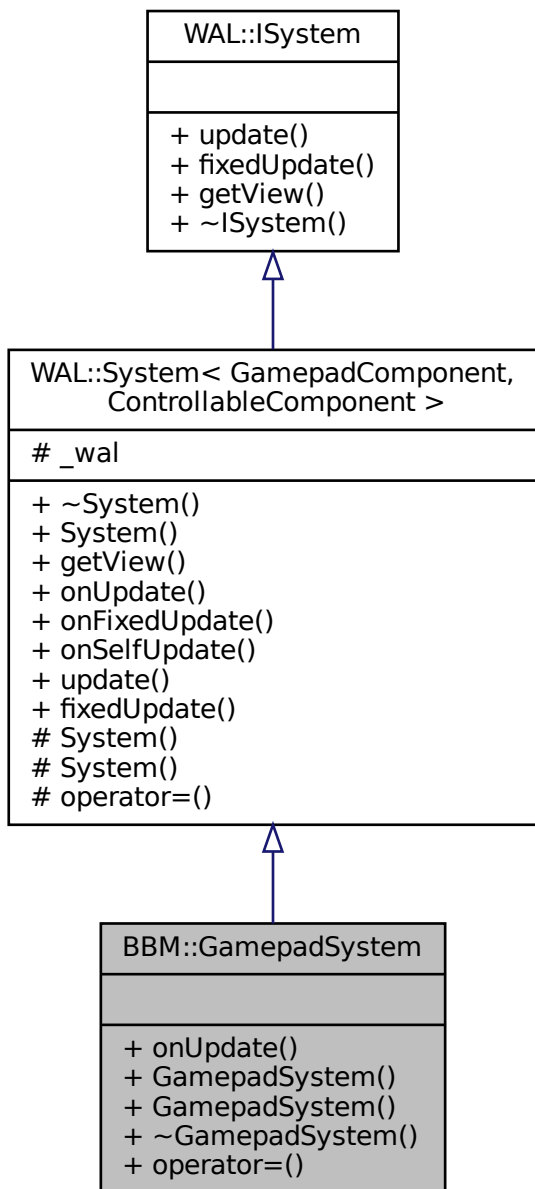 WAL::ISystem
+ update()
+ fixedUpdate()
+ getView()
+ ~ISystem()
WAL::System< GamepadComponent,
ControllableComponent >
# _wal
+ ~System()
+ System()
+ getView()
+ onUpdate()
+ onFixedUpdate()
+ onSelfUpdate()
+ update()
+ fixedUpdate()
# System()
# System()
# operator=()
BBM::GamepadSystem
+ onUpdate()
+ GamepadSystem()
+ GamepadSystem()
+ ~GamepadSystem()
+ operator=()